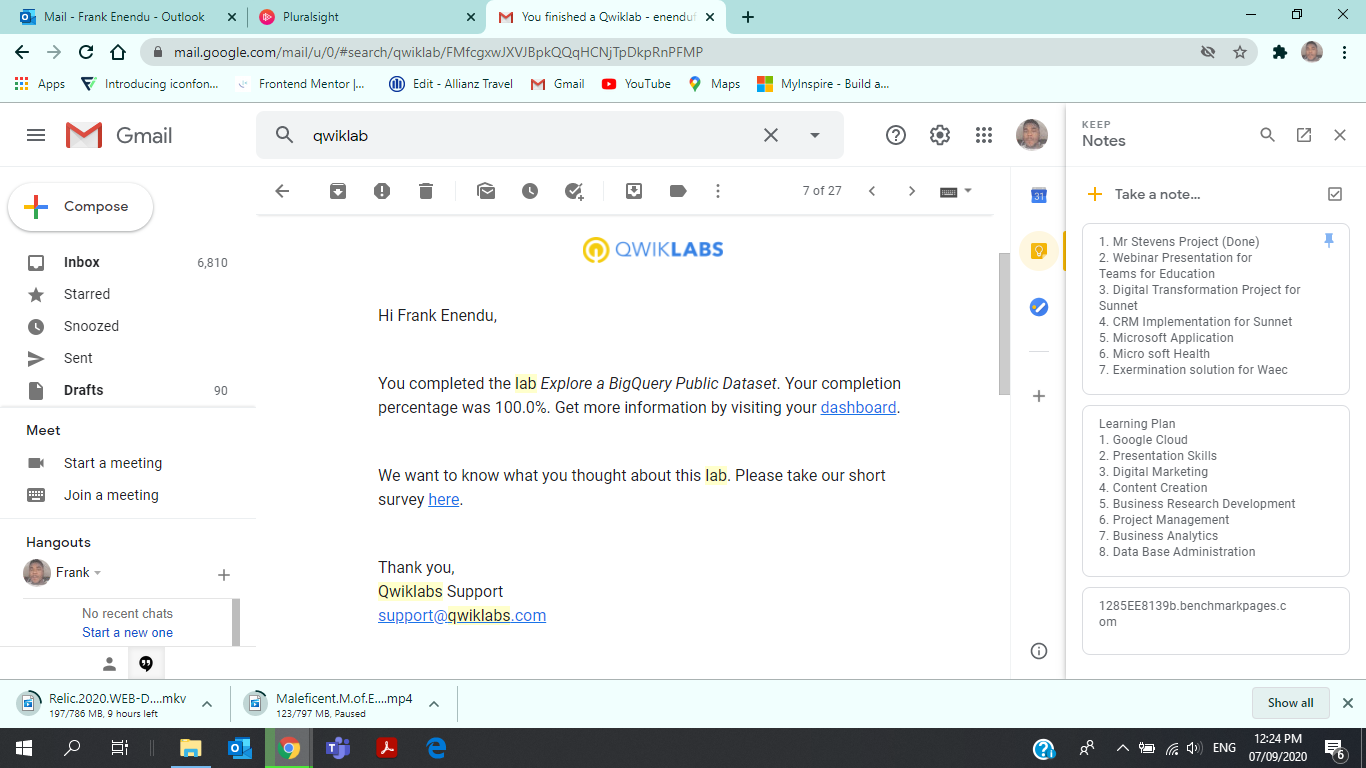 Mail - Frank Enendu - Outlook
Pluralsight
You finished a Qwiklab - enenduf
mail.google.com/mail/u/0/#search/qwiklab/FMfcgxwJXVJBpkQQqHCNjTpDkpRnPFMP
Apps
Introducing iconfon...
Frontend Mentor |...
Edit - Allianz Travel
Gmail
YouTube
Maps
MyInspire - Build a...
Gmail
qwiklab
Compose
Inbox 6,810
Starred
Snoozed
Sent
Drafts 90
Meet
Start a meeting
Join a meeting
Hangouts
Frank
No recent chats
Start a new one
7 of 27
QWIKLABS
Hi Frank Enendu,
You completed the lab Explore a BigQuery Public Dataset. Your completion
percentage was 100.0%. Get more information by visiting your dashboard.
We want to know what you thought about this lab. Please take our short
survey here.
Thank you,
Qwiklabs Support
support@qwiklabs.com
31
KEEP
Notes
Take a note...
1. Mr Stevens Project (Done)
2. Webinar Presentation for
Teams for Education
3. Digital Transformation Project for
Sunnet
4. CRM Implementation for Sunnet
5. Microsoft Application
6. Micro soft Health
7. Exermination solution for Waec
Learning Plan
1. Google Cloud
2. Presentation Skills
3. Digital Marketing
4. Content Creation
5. Business Research Development
6. Project Management
7. Business Analytics
8. Data Base Administration
1285EE8139b.benchmarkpages.c
om
Relic.2020.WEB-D....mkv
197/786 MB, 9 hours left
Maleficent.M.of.E....mp4
123/797 MB, Paused
Show all
ENG
12:24 PM
07/09/2020
6